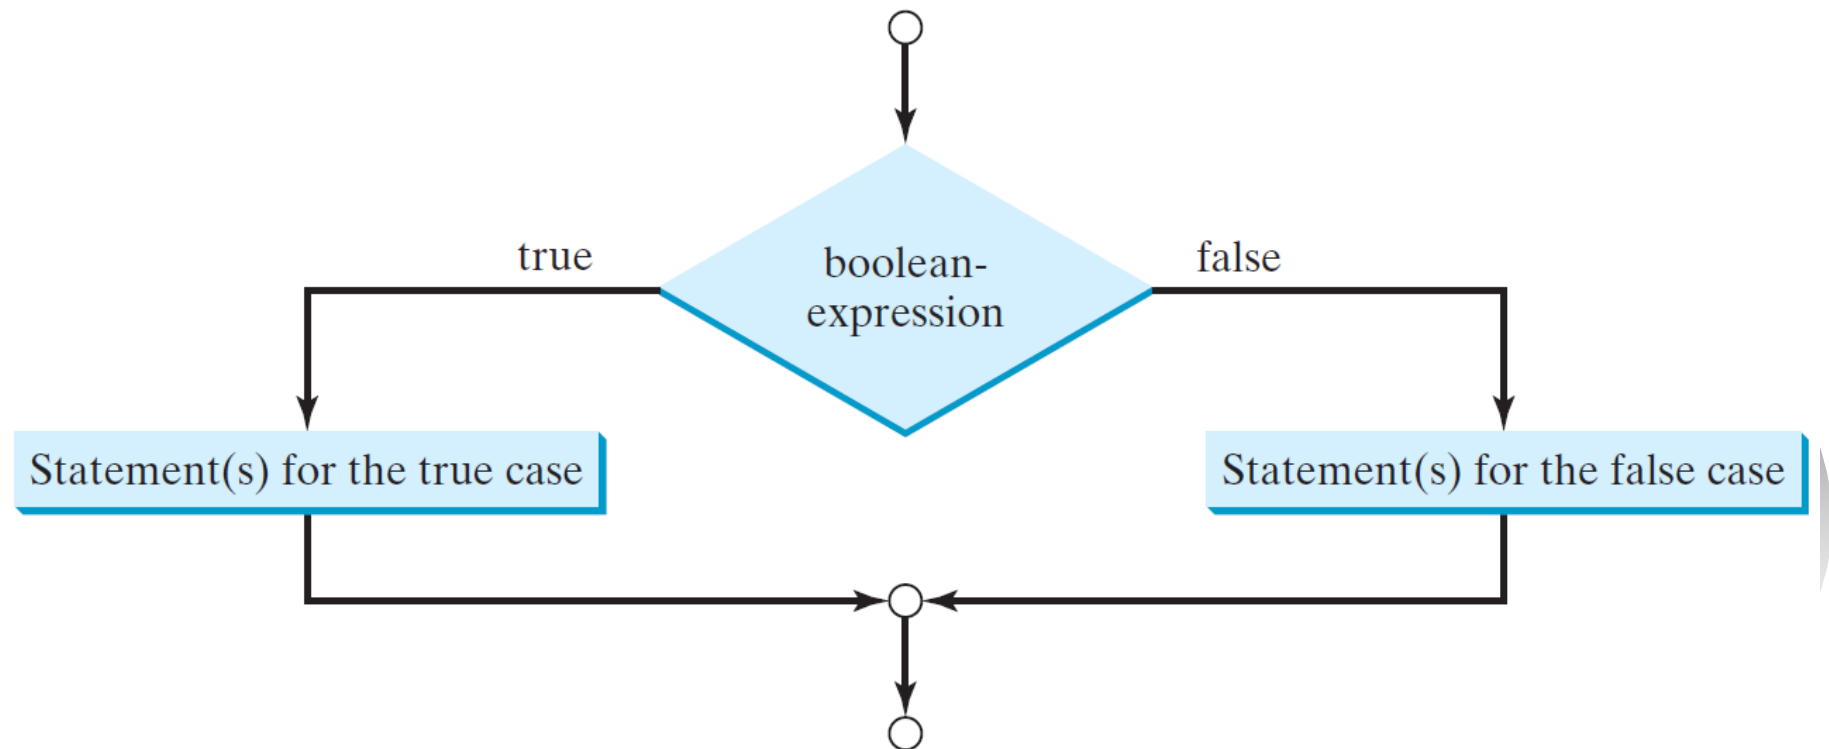 true
boolean-
expression
false
Statement(s) for the true case
Statement(s) for the false case